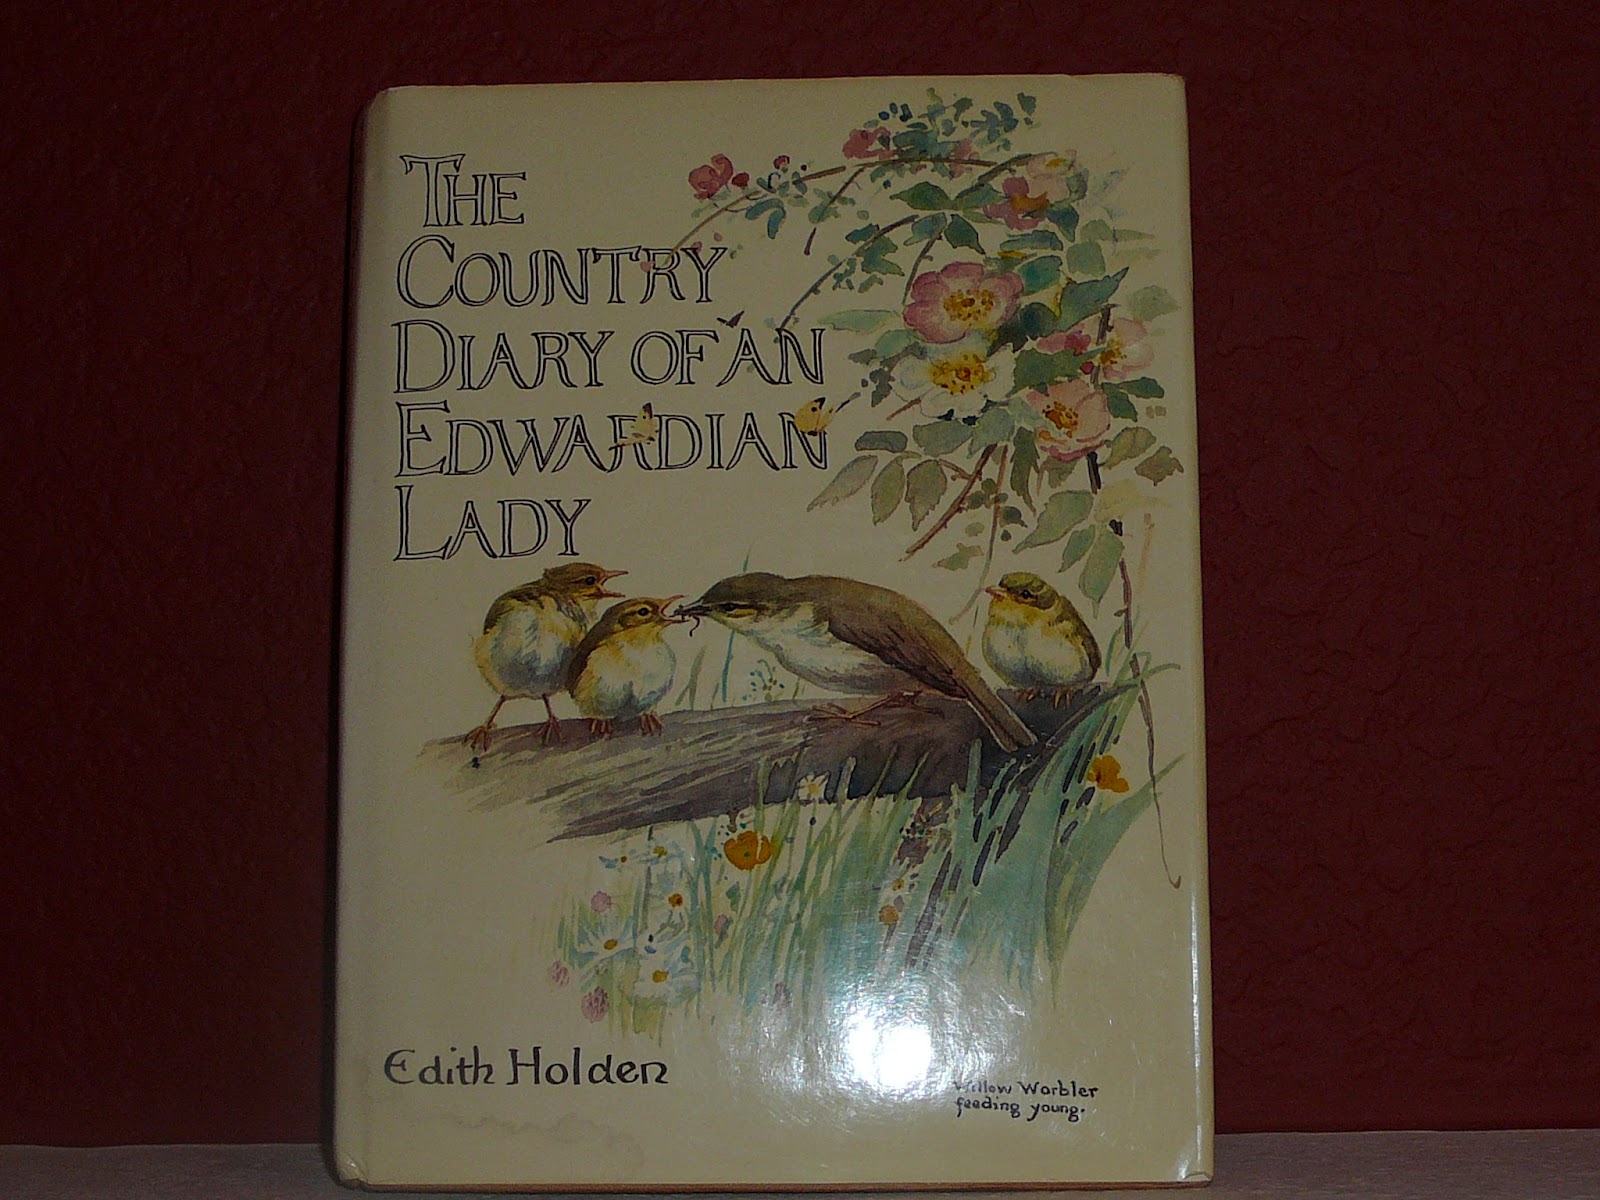 THE
COUNTRY
DIARY OF AN
EDWARDIAN
LADY
Edith Holden
Willow Warbler
feeding young.